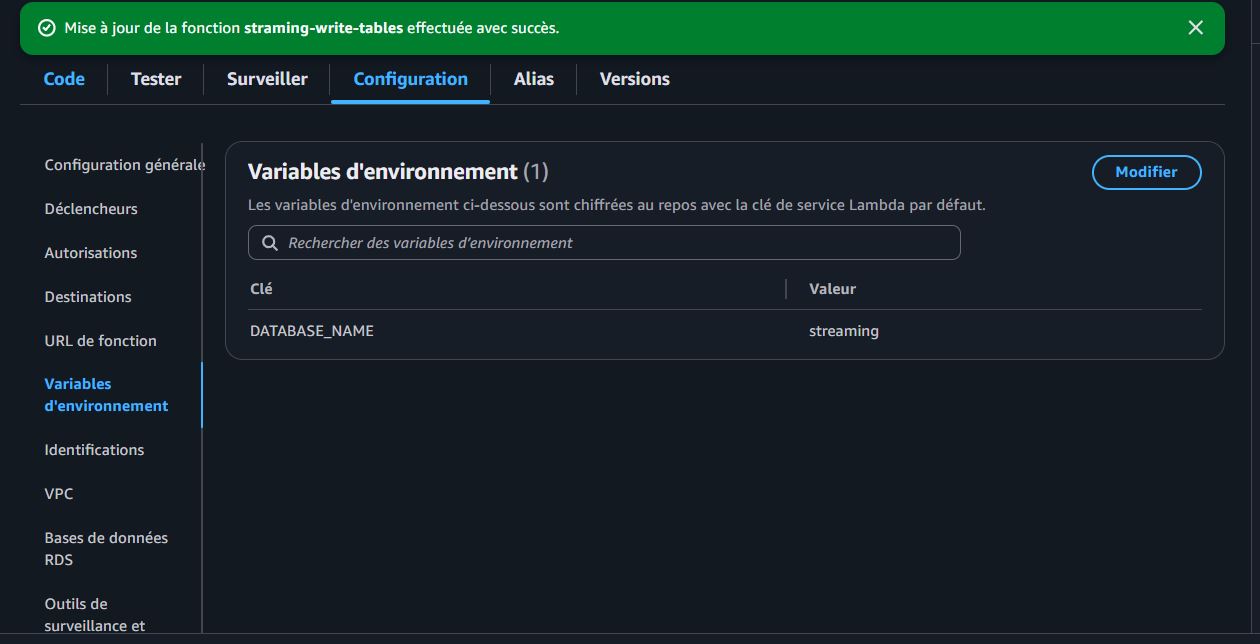 Mise à jour de la fonction straming-write-tables effectuée avec succès.
Code
Tester
Surveiller
Configuration
Alias
Versions
Configuration générale
Déclencheurs
Autorisations
Destinations
URL de fonction
Variables
d'environnement
Identifications
VPC
Bases de données
RDS
Outils de
surveillance et
Variables d'environnement (1)
Modifier
Les variables d'environnement ci-dessous sont chiffrées au repos avec la clé de service Lambda par défaut.
Rechercher des variables d'environnement
Clé
Valeur
DATABASE_NAME
streaming